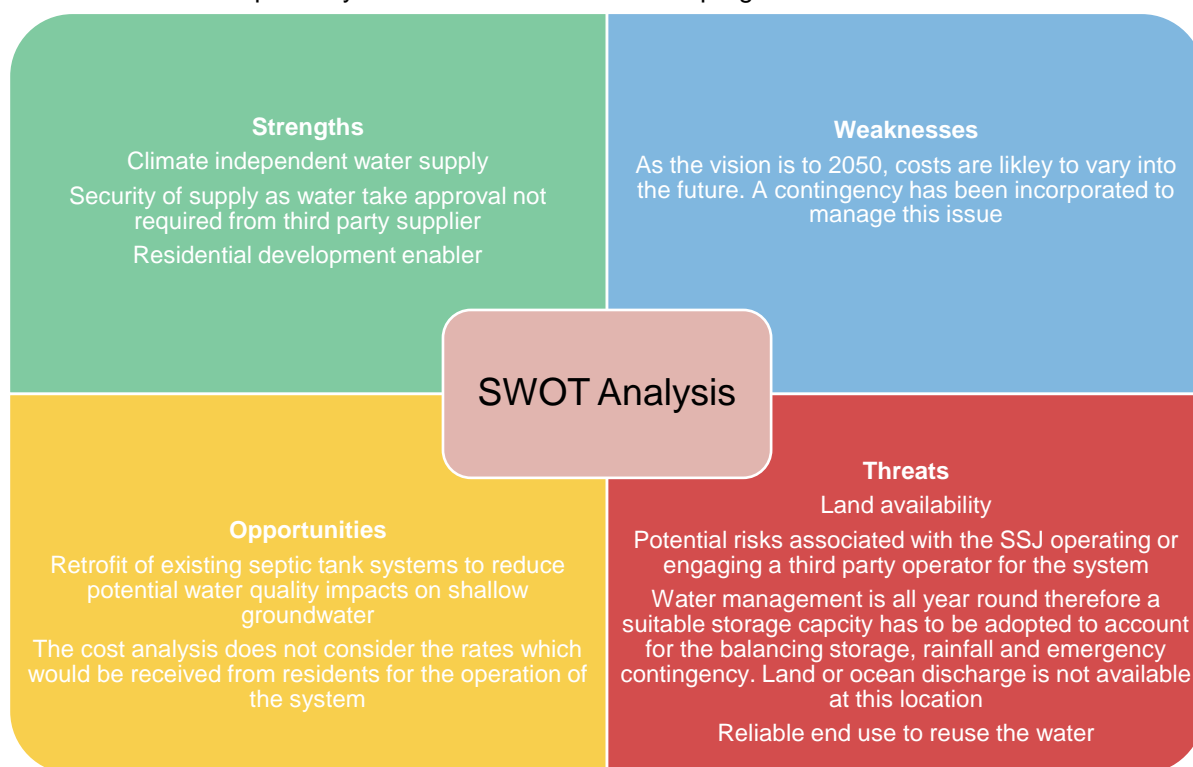 Strengths
Climate independent water supply
Security of supply as water take approval not
required from third party supplier
Residential development enabler
Weaknesses
As the vision is to 2050, costs are likley to vary into
the future. A contingency has been incorporated to
manage this issue
SWOT Analysis
Opportunities
Retrofit of existing septic tank systems to reduce
potential water quality impacts on shallow
groundwater
The cost analysis does not consider the rates which
would be received from residents for the operation of
the system
Threats
Land availability
Potential risks associated with the SSJ operating or
engaging a third party operator for the system
Water management is all year round therefore a
suitable storage capcity has to be adopted to account
for the balancing storage, rainfall and emergency
contingency. Land or ocean discharge is not available
at this location
Reliable end use to reuse the water